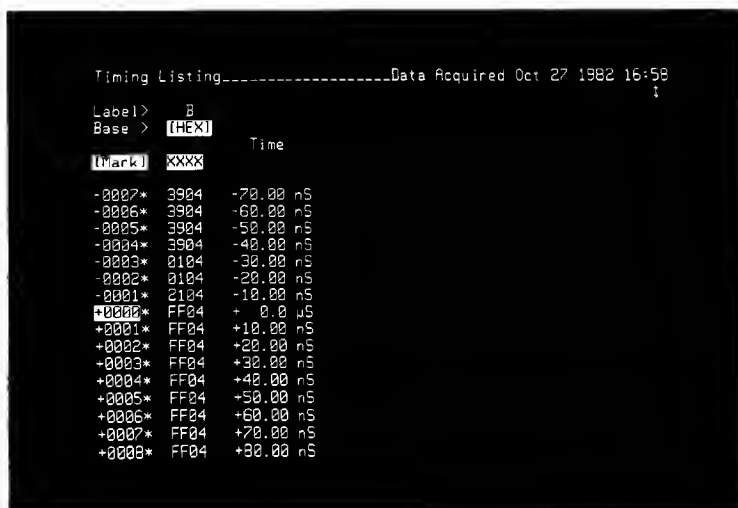 Timing Listing___________________Data Acquired Oct 27 1982 16:58
↕
Label> B
Base > [HEX]
Time
[Mark] XXXX
-0007* 3904 -70.00 nS
-0006* 3904 -60.00 nS
-0005* 3904 -50.00 nS
-0004* 3904 -40.00 nS
-0003* 0104 -30.00 nS
-0002* 0104 -20.00 nS
-0001* 2104 -10.00 nS
+0000* FF04 + 0.0 µS
+0001* FF04 +10.00 nS
+0002* FF04 +20.00 nS
+0003* FF04 +30.00 nS
+0004* FF04 +40.00 nS
+0005* FF04 +50.00 nS
+0006* FF04 +60.00 nS
+0007* FF04 +70.00 nS
+0008* FF04 +80.00 nS